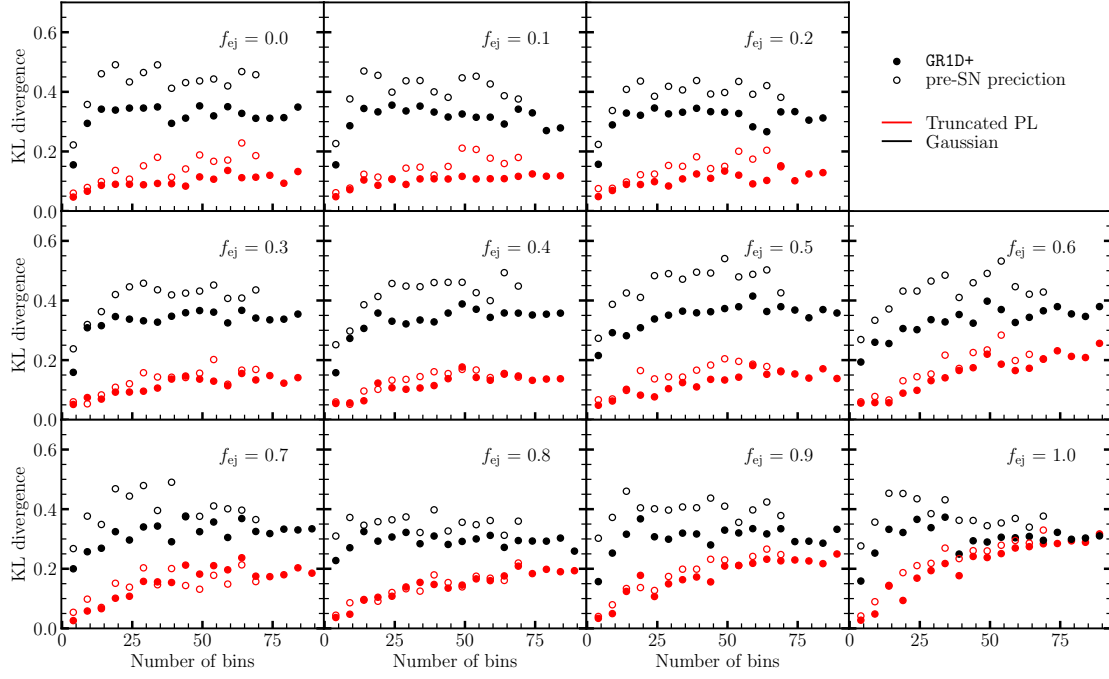 0.6
0.4
0.2
0.0
KL divergence
f_ej = 0.0
f_ej = 0.1
f_ej = 0.2
GR1D+
pre-SN preciction
Truncated PL
Gaussian
0.6
0.4
0.2
0.0
KL divergence
f_ej = 0.3
f_ej = 0.4
f_ej = 0.5
f_ej = 0.6
0 25 50 75
Number of bins
0.6
0.4
0.2
0.0
KL divergence
f_ej = 0.7
f_ej = 0.8
f_ej = 0.9
f_ej = 1.0
0 25 50 75
0 25 50 75
0 25 50 75
0 25 50 75
Number of bins
Number of bins
Number of bins